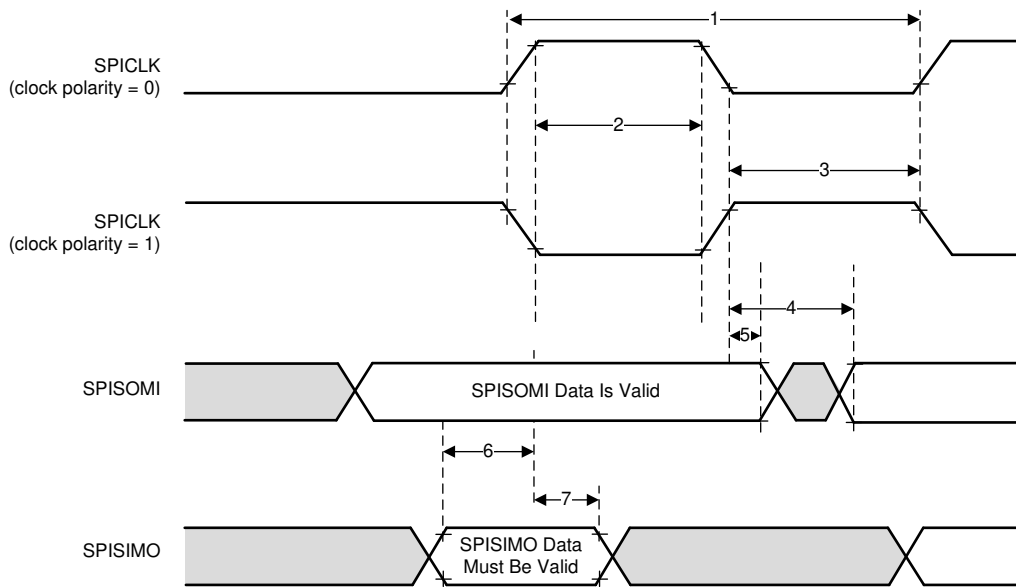 1
SPICLK
(clock polarity = 0)
2
3
SPICLK
(clock polarity = 1)
4
5
SPISOMI
SPISOMI Data Is Valid
6
7
SPISIMO
SPISIMO Data
Must Be Valid